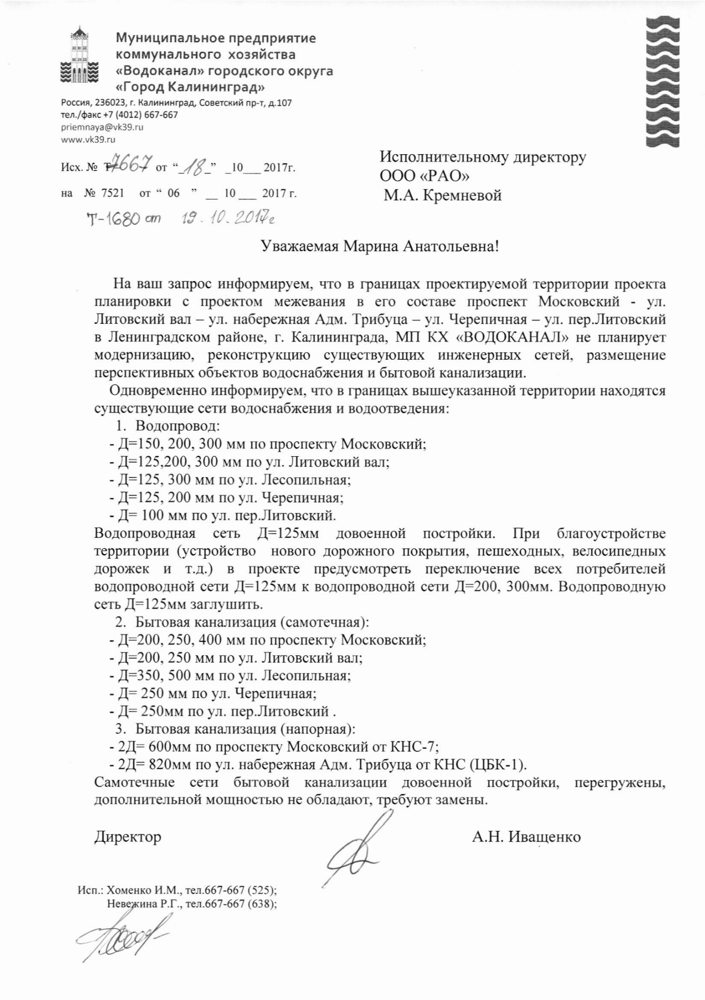 Муниципальное предприятие
коммунального хозяйства
«Водоканал» городского округа
«Город Калининград»
Россия, 236023, г. Калининград, Советский пр-т, д.107
тел./факс +7 (4012) 667-667
priemnaya@vk39.ru
www.vk39.ru
Исх. № Т-7667 от “_18_” _10___ 2017г.
на № 7521 от “ 06 ” __ 10 ___ 2017 г.
Т-1680 от 19.10.2017г
Исполнительному директору
ООО «РАО»
М.А. Кремневой
Уважаемая Марина Анатольевна!
На ваш запрос информируем, что в границах проектируемой территории проекта
планировки с проектом межевания в его составе проспект Московский - ул.
Литовский вал – ул. набережная Адм. Трибуца – ул. Черепичная – ул. пер.Литовский
в Ленинградском районе, г. Калининграда, МП КХ «ВОДОКАНАЛ» не планирует
модернизацию, реконструкцию существующих инженерных сетей, размещение
перспективных объектов водоснабжения и бытовой канализации.
Одновременно информируем, что в границах вышеуказанной территории находятся
существующие сети водоснабжения и водоотведения:
1. Водопровод:
- Д=150, 200, 300 мм по проспекту Московский;
- Д=125,200, 300 мм по ул. Литовский вал;
- Д=125, 300 мм по ул. Лесопильная;
- Д=125, 200 мм по ул. Черепичная;
- Д= 100 мм по ул. пер.Литовский.
Водопроводная сеть Д=125мм довоенной постройки. При благоустройстве
территории (устройство нового дорожного покрытия, пешеходных, велосипедных
дорожек и т.д.) в проекте предусмотреть переключение всех потребителей
водопроводной сети Д=125мм к водопроводной сети Д=200, 300мм. Водопроводную
сеть Д=125мм заглушить.
2. Бытовая канализация (самотечная):
- Д=200, 250, 400 мм по проспекту Московский;
- Д=200, 250 мм по ул. Литовский вал;
- Д=350, 500 мм по ул. Лесопильная;
- Д= 250 мм по ул. Черепичная;
- Д= 250мм по ул. пер.Литовский .
3. Бытовая канализация (напорная):
- 2Д= 600мм по проспекту Московский от КНС-7;
- 2Д= 820мм по ул. набережная Адм. Трибуца от КНС (ЦБК-1).
Самотечные сети бытовой канализации довоенной постройки, перегружены,
дополнительной мощностью не обладают, требуют замены.
Директор А.Н. Иващенко
Исп.: Хоменко И.М., тел.667-667 (525);
Невежина Р.Г., тел.667-667 (638);